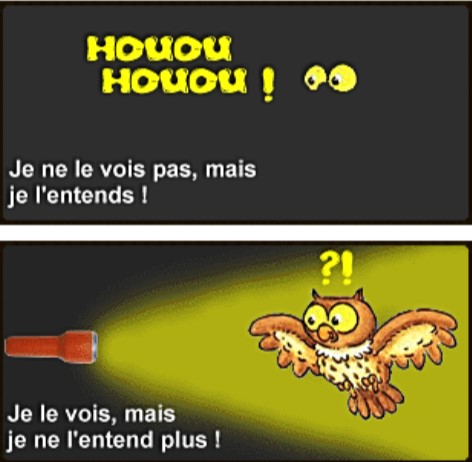 HOUOU
HOUOU !
Je ne le vois pas, mais
je l'entends !
?!
Je le vois, mais
je ne l'entend plus !